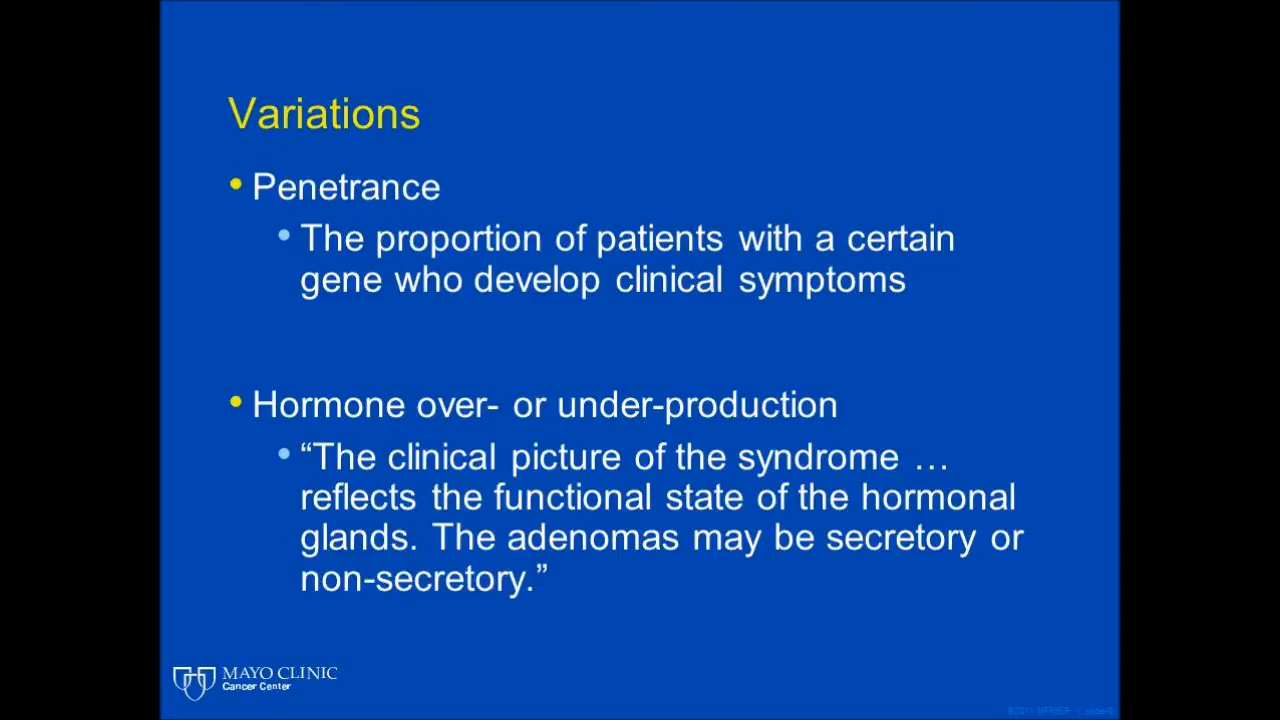 Variations
• Penetrance
• The proportion of patients with a certain
gene who develop clinical symptoms
• Hormone over- or under-production
• “The clinical picture of the syndrome …
reflects the functional state of the hormonal
glands. The adenomas may be secretory or
non-secretory.”
MAYO CLINIC
Cancer Center